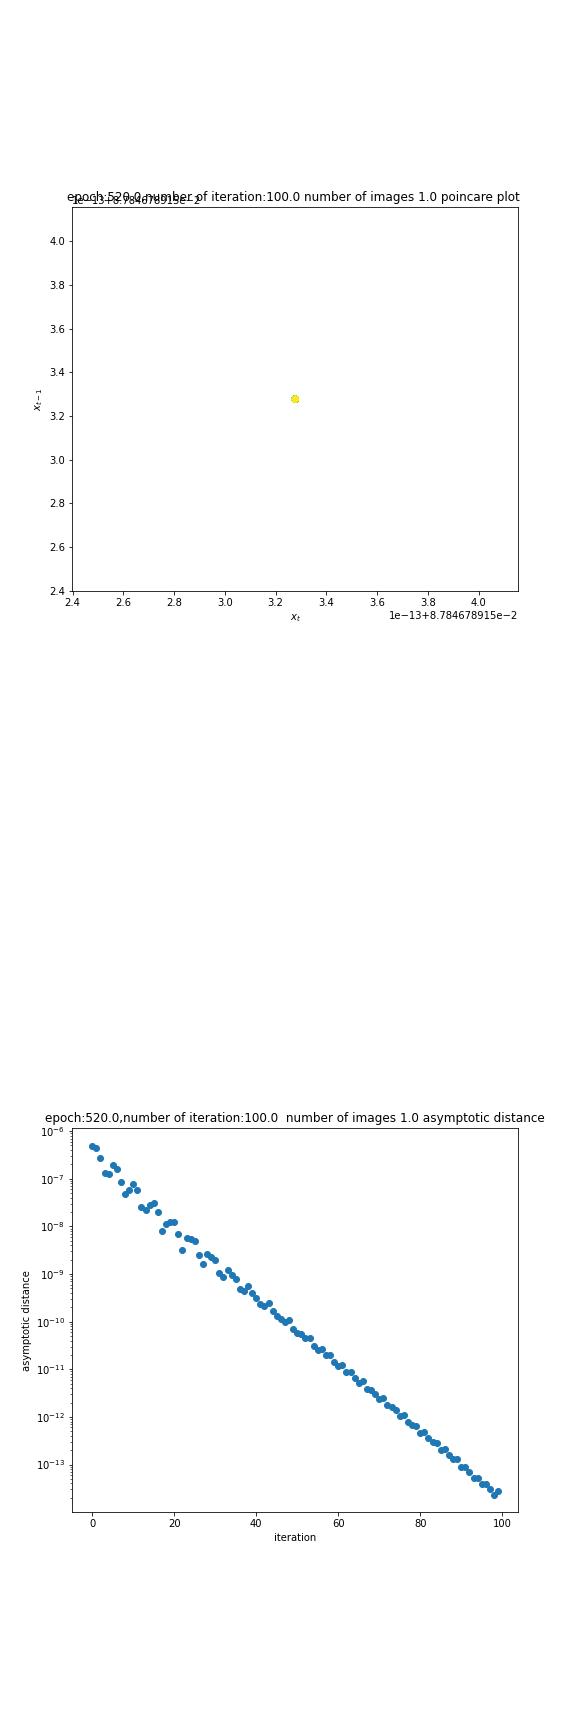 epoch:520.0,number of iteration:100.0 number of images 1.0 poincare plot
1e−13+8.784678915e−2
4.0
3.8
3.6
3.4
3.2
3.0
2.8
2.6
2.4
x_{t−1}
2.4 2.6 2.8 3.0 3.2 3.4 3.6 3.8 4.0
x_t
1e−13+8.784678915e−2
epoch:520.0,number of iteration:100.0  number of images 1.0 asymptotic distance
10^{−6}
10^{−7}
10^{−8}
10^{−9}
10^{−10}
10^{−11}
10^{−12}
10^{−13}
asymptotic distance
0 20 40 60 80 100
iteration